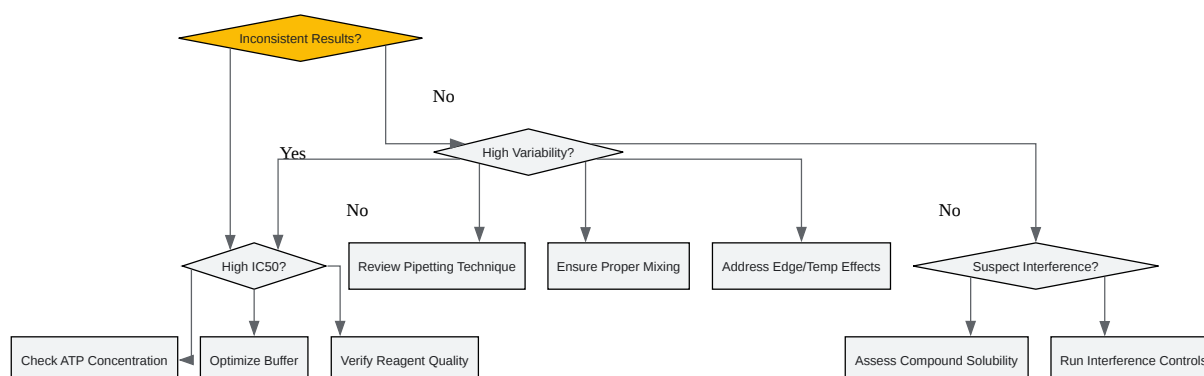 Inconsistent Results?
No
High Variability?
Yes
No
No
High IC50?
Review Pipetting Technique
Ensure Proper Mixing
Address Edge/Temp Effects
Suspect Interference?
Check ATP Concentration
Optimize Buffer
Verify Reagent Quality
Assess Compound Solubility
Run Interference Controls